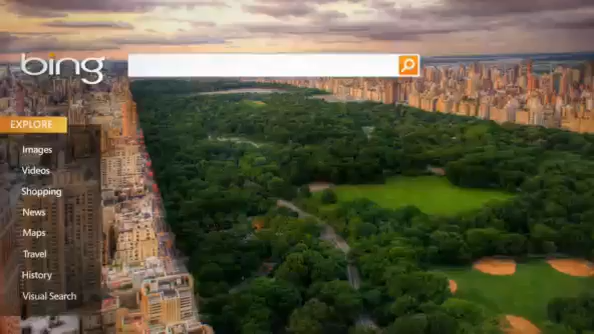 bing
EXPLORE
Images
Videos
Shopping
News
Maps
Travel
History
Visual Search